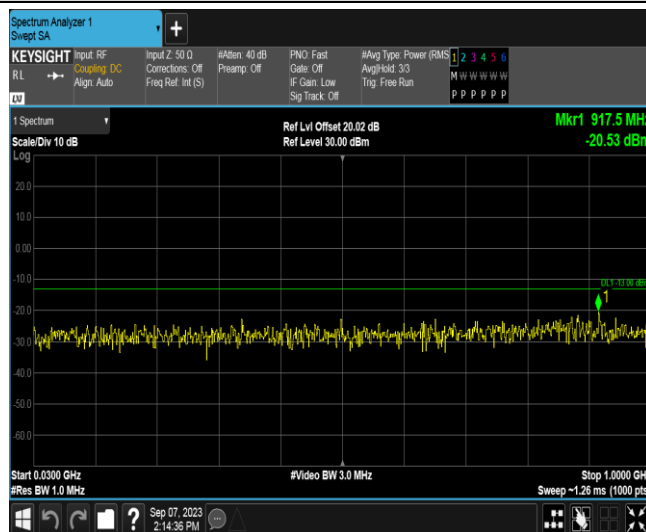 Spectrum Analyzer 1
Swept SA
+
KEYSIGHT
RL
LXI
Input: RF
Coupling: DC
Align: Auto
Input Z: 50 Ω
Corrections: Off
Freq Ref: Int (S)
#Atten: 40 dB
Preamp: Off
PNO: Fast
Gate: Off
IF Gain: Low
Sig Track: Off
#Avg Type: Power (RMS
Avg|Hold: 3/3
Trig: Free Run
1 2 3 4 5 6
M W W W W W
P P P P P P
1 Spectrum
Scale/Div 10 dB
Log
Ref Lvl Offset 20.02 dB
Ref Level 30.00 dBm
Mkr1 917.5 MHz
-20.53 dBm
20.0
10.0
0.00
-10.0
-20.0
-30.0
-40.0
-50.0
-60.0
DL1 -13.00 dBm
1
Start 0.0300 GHz
#Res BW 1.0 MHz
#Video BW 3.0 MHz
Stop 1.0000 GH
Sweep ~1.26 ms (1000 pts
?
Sep 07, 2023
2:14:36 PM